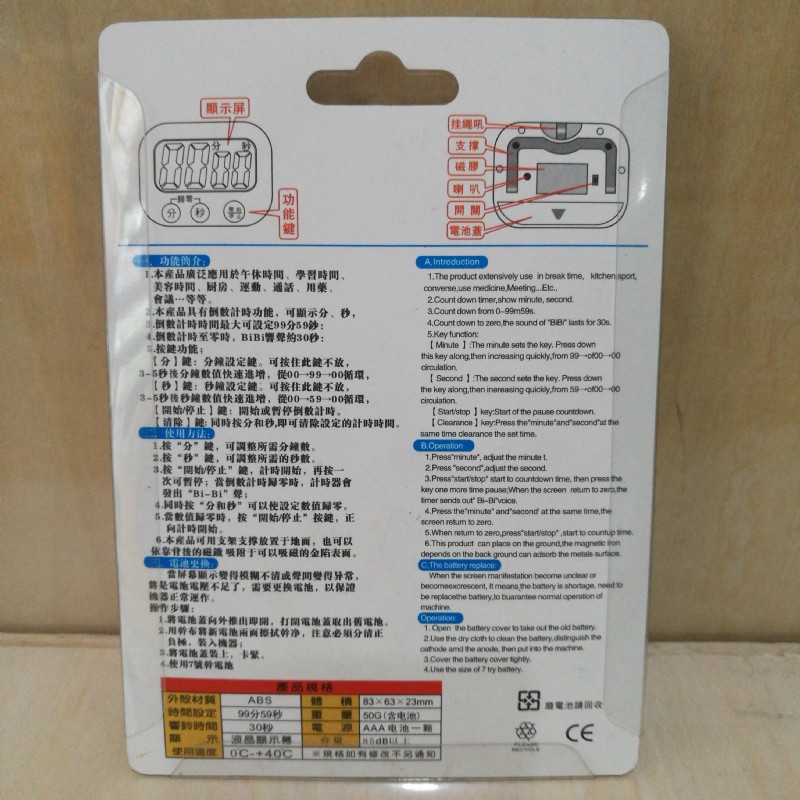 顯示屏
分 秒
歸零
分
秒
功能鍵
挂繩吼
支撐
磁膠
喇叭
開關
電池蓋
一. 功能簡介:
1.本產品廣泛應用於午休時間、學習時間、
美容時間、厨房、運動、通話、用藥、
會議…等等。
2.本產品具有倒數計時功能，可顯示分、秒，
3.倒數計時時間最大可設定99分59鈔；
4.倒數計時至零時，BiBi響聲約30秒：
5.按鍵功能；
【分】鍵：分鐘設定鍵。可按住此鍵不放，
3-5秒後分鐘數值快速進增，從00→99→00循環，
【秒】鍵：秒鐘設定鍵。可按住此鍵不放，
3-5秒後秒鐘數值快速進增，從00→59→00循環，
【開始/停止】鍵：開始或暫停倒數計時。
【清除】鍵:同時按分和秒,即可清除設定的計時時間。
二. 使用方法:
1.按“分”鍵，可調整所需分鐘數。
2.按“秒”鍵，可調整所需的秒數。
3.按“開始/停止”鍵，計時開始，再按一
次可暫停；當倒數計時歸零時，計時器會
發出“Bi-Bi”聲；
4.同時按“分和秒”可以使設定數值歸零。
5.當數值歸零時，按“開始/停止”按鍵，正
向計時開始。
6.本產品可用支架支撐放置于地面，也可以
依靠背後的磁鐵 吸附于可以吸磁的金陷表面。
三. 電池更換:
當屏幕顯示變得模糊不清或聲間變得异常，
將是電池電壓不足了，需要更換電池，以保證
機器正常運作。
操作步驟：
1.將電池蓋向外推出即開，打開電池蓋取出舊電池。
2.用幹布將新電池兩面擦拭幹净，注意必須分清正
負極，装入機器；
3.將電池蓋装上，卡緊。
4.使用7號幹電池
A.Introduction
1.The product extensively use in break time, kitchen,sport,
converse,use medicine,Meeting...Etc..
2.Count down timer,show minute, second.
3.Count down from 0–99m59s.
4.Count down to zero,the sound of "BiBi" lasts for 30s.
5.Key function:
【 Minute 】:The minute sets the key. Press down
this key along,then increasing quickly,from 99→of00→00
circulation.
【 Second 】:The second sete the key. Press down
the key along,then inereasing quickly,from 59→of00→00
circulation.
【 Start/stop 】key:Start of the pause countdown.
【 Clearance 】key:Press the"minute"and"second"at the
same time clearance the set time.
B.Operation
1.Press"minute", adjust the minute t.
2.Press "second",adjust the second.
3.Press"start/stop" start to countdown time, then press the
key one more time pause;When the screen return to zero,the
timer sends out" Bi-Bi"voice.
4.Press the"minute" and"second' at the same time,the
screen return to zero.
5.When return to zero,press"start/stop" ,start to countup time.
6.This product can place on the ground,the magnetic iron
depends on the back ground can adsorb the metals surface.
C.The battery replace:
When the screen manifestation become unclear or
becomeexcrescent, It means,the battery is shortage, need to
be replacethe battery,to buarantee normal operation of
machine.
Operation:
1. Open the battery cover to take out the old battery.
2.Use the dry cloth to clean the battery,distinguish the
cathode amd the anode, then put into the machine.
3.Cover the battery cover tightly.
4.Use the size of 7 try battery.
產品規格
外殼材質 ABS 體積 83×63×23mm
時間設定 99分59秒 重量 50G(含电池)
響鈴時間 30秒 電源 AAA电池一颗
顯示 液晶顯示幕 音量 85dB以上
使用溫度 0℃-+40℃ ※規格如有修改不另通知
廢電池請回收
PLEASE
RECYCLE
CE